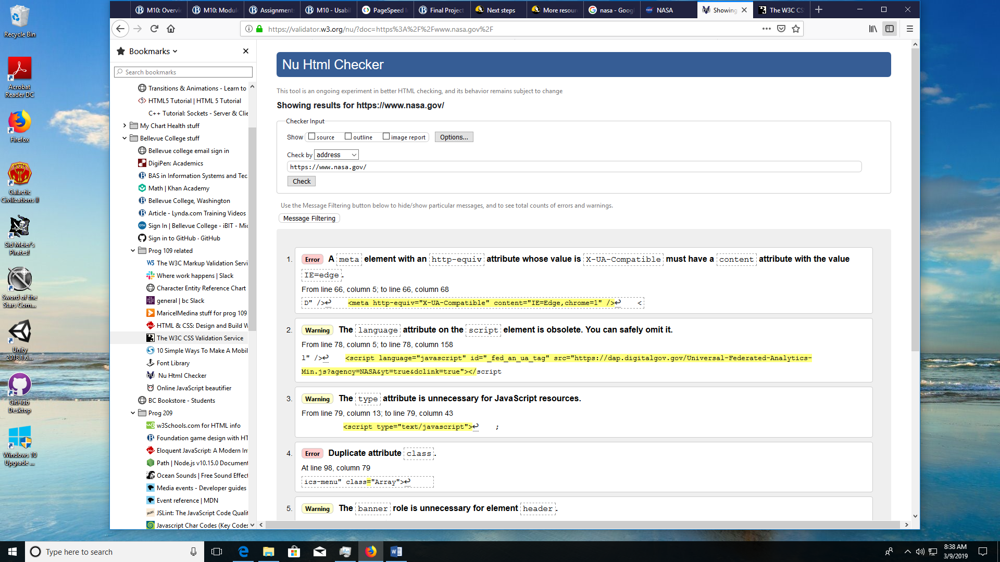 Recycle Bin
Acrobat
Reader DC
Firefox
Galactic
Civilizations II
Sid Meier's
Pirates!
Sword of the
Stars Com...
Unity
2018.1.6...
GitHub
Desktop
Windows 10
Upgrade ...
M10: Overvi
M10: Modul
Assignment
M10 - Usabil
PageSpeed I
Final Project
Next steps
More resour
nasa - Goog
NASA
Showing
The W3C CS
https://validator.w3.org/nu/?doc=https%3A%2F%2Fwww.nasa.gov%2F
Bookmarks
Search bookmarks
Transitions & Animations - Learn to
HTML5 Tutorial | HTML 5 Tutorial
C++ Tutorial: Sockets - Server & Clie
My Chart Health stuff
Bellevue College stuff
Bellevue college email sign in
DigiPen: Academics
BAS in Information Systems and Tec
Math | Khan Academy
Bellevue College, Washington
Article - Lynda.com Training Videos
Sign In | Bellevue College - iBIT - Mic
Sign in to GitHub · GitHub
Prog 109 related
The W3C Markup Validation Servi
Where work happens | Slack
Character Entity Reference Chart
general | bc Slack
MaricelMedina stuff for prog 109
HTML & CSS: Design and Build W
The W3C CSS Validation Service
10 Simple Ways To Make A Mobil
Font Library
Nu Html Checker
Online JavaScript beautifier
BC Bookstore - Students
Prog 209
w3Schools.com for HTML info
Foundation game design with HT
Eloquent JavaScript: A Modern Int
Path | Node.js v10.15.0 Document
Ocean Sounds | Free Sound Effect
Media events - Developer guides
Event reference | MDN
JSLint: The JavaScript Code Qualit
Javascript Char Codes (Key Codes
Nu Html Checker
This tool is an ongoing experiment in better HTML checking, and its behavior remains subject to change
Showing results for https://www.nasa.gov/
Checker Input
Show source outline image report Options...
Check by address
https://www.nasa.gov/
Check
Use the Message Filtering button below to hide/show particular messages, and to see total counts of errors and warnings.
Message Filtering
1. Error A meta element with an http-equiv attribute whose value is X-UA-Compatible must have a content attribute with the value
IE=edge.
From line 66, column 5; to line 66, column 68
D" />↩ <meta http-equiv="X-UA-Compatible" content="IE=Edge,chrome=1" />↩ <
2. Warning The language attribute on the script element is obsolete. You can safely omit it.
From line 78, column 5; to line 78, column 158
l" />↩ <script language="javascript" id="_fed_an_ua_tag" src="https://dap.digitalgov.gov/Universal-Federated-Analytics-
Min.js?agency=NASA&yt=true&dclink=true"></script
3. Warning The type attribute is unnecessary for JavaScript resources.
From line 79, column 13; to line 79, column 43
<script type="text/javascript">↩ ;
4. Error Duplicate attribute class.
At line 98, column 79
ics-menu" class="Array">↩
5. Warning The banner role is unnecessary for element header.
Type here to search
8:38 AM
3/9/2019